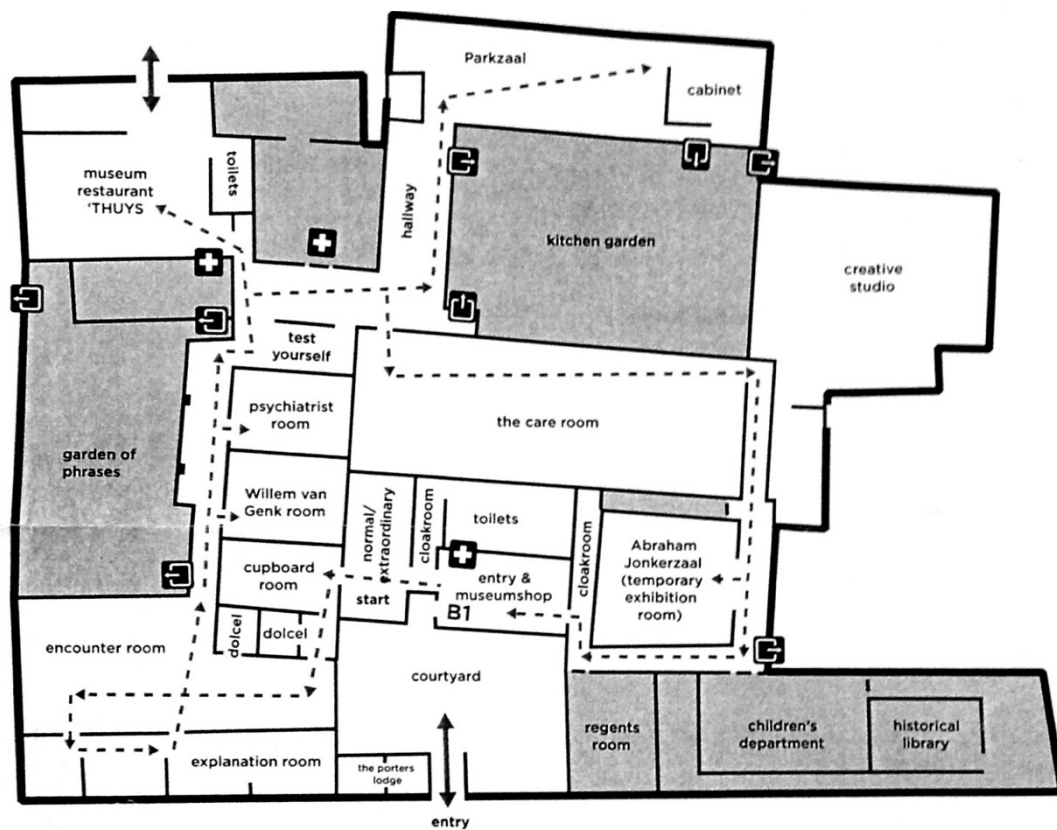 Parkzaal
cabinet
toilets
museum
restaurant
'THUYS
hallway
kitchen garden
creative
studio
test
yourself
psychiatrist
room
the care room
garden of
phrases
Willem van
Genk room
normal/
extraordinary
cloakroom
toilets
cloakroom
Abraham
Jonkerzaal
(temporary
exhibition
room)
cupboard
room
start
entry &
museumshop
B1
dolcel
dolcel
encounter room
courtyard
regents
room
children's
department
historical
library
explanation room
the porters
lodge
entry